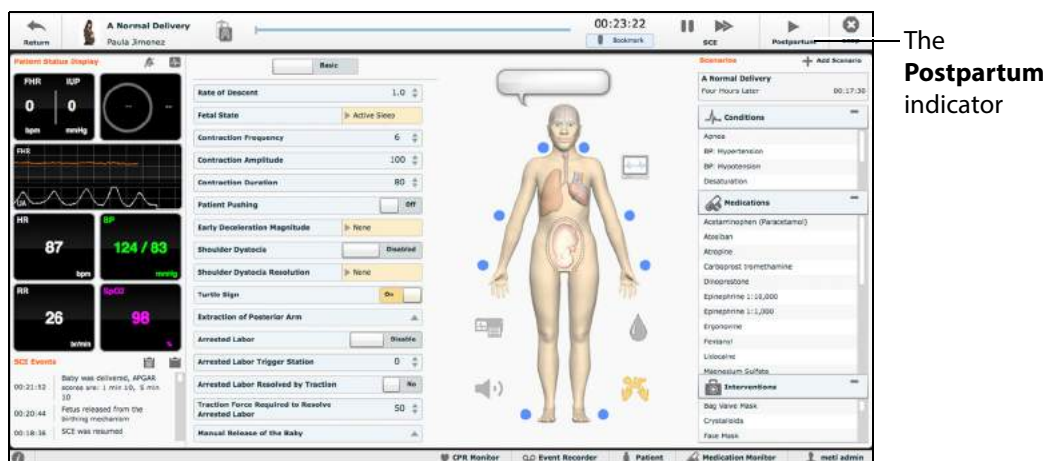 A Normal Delivery
Paula Jimenez
Return
00:23:22
Bookmark
SCE
Postpartum
The
Postpartum
indicator
Patient Status Display
FHR
IUP
0
0
-- --
bpm
mmHg
FHR
UA
HR
87
bpm
BP
124 / 83
mmHg
RR
26
br/min
SpO2
98
%
SCE Events
00:21:52
Baby was delivered, APGAR
scores are: 1 min 10, 5 min
10
00:20:44
Fetus released from the
birthing mechanism
00:18:36
SCE was resumed
Basic
Rate of Descent 1.0
Fetal State Active Sleep
Contraction Frequency 6
Contraction Amplitude 100
Contraction Duration 80
Patient Pushing Off
Early Deceleration Magnitude None
Shoulder Dystocia Disabled
Shoulder Dystocia Resolution None
Turtle Sign On
Extraction of Posterior Arm
Arrested Labor Disable
Arrested Labor Trigger Station 0
Arrested Labor Resolved by Traction No
Traction Force Required to Resolve
Arrested Labor 50
Manual Release of the Baby
Scenarios
Add Scenario
A Normal Delivery
Four Hours Later 00:17:30
Conditions
Apnea
BP: Hypertension
BP: Hypotension
Desaturation
Medications
Acetaminophen (Paracetamol)
Atosiban
Atropine
Carboprost tromethamine
Dinoprostone
Epinephrine 1:10,000
Epinephrine 1:1,000
Ergonovine
Fentanyl
Lidocaine
Magnesium Sulfate
Interventions
Bag Valve Mask
Crystalloids
Face Mask
CPR Monitor
Event Recorder
Patient
Medication Monitor
meti admin